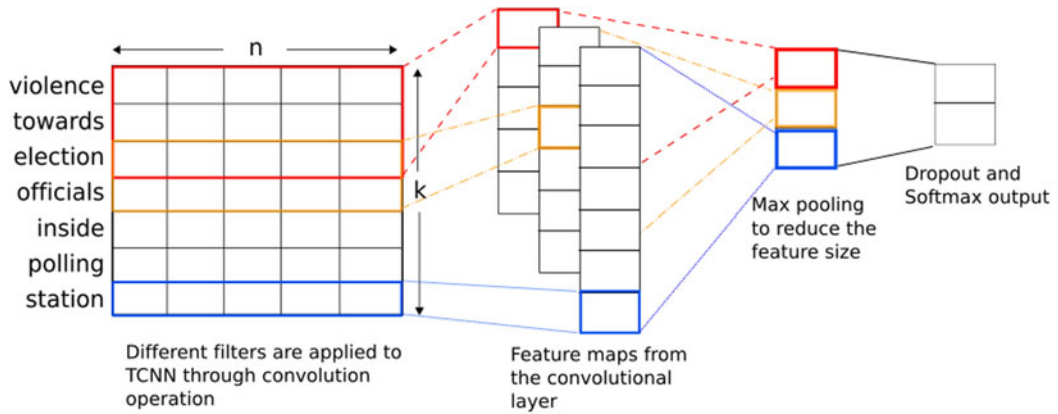 n
violence
towards
election
officials
inside
polling
station
k
Different filters are applied to
TCNN through convolution
operation
Feature maps from
the convolutional
layer
Max pooling
to reduce the
feature size
Dropout and
Softmax output